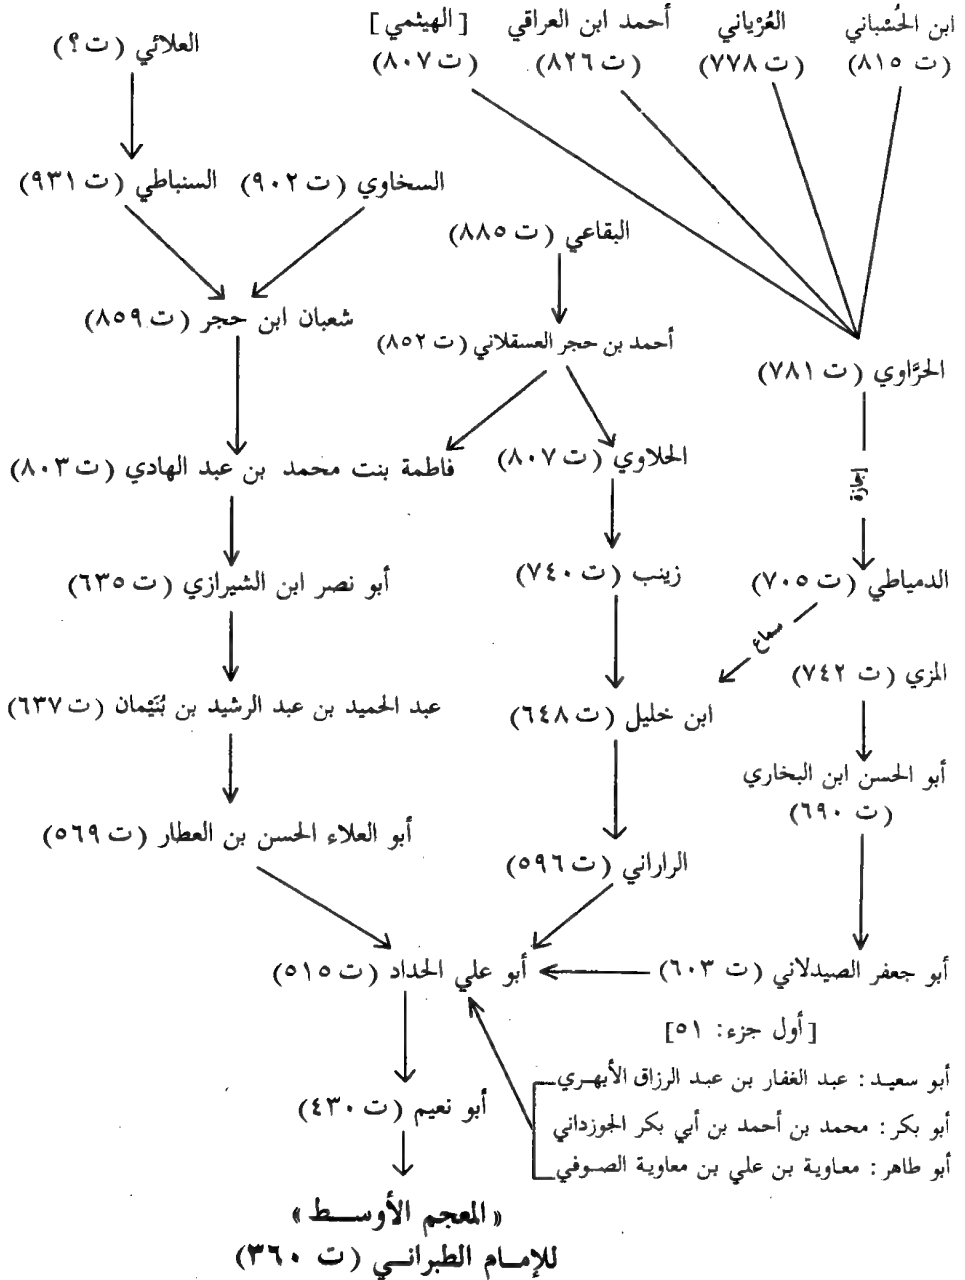 ابن الحُسْباني
(ت ٨١٥)
العُرْياني
(ت ٧٧٨)
أحمد ابن العراقي
(ت ٨٢٦)
[الهيثمي]
(ت ٨٠٧)
العلائي (ت ؟)
السخاوي (ت ٩٠٢)
السنباطي (ت ٩٣١)
البقاعي (ت ٨٨٥)
شعبان ابن حجر (ت ٨٥٩)
أحمد بن حجر العسقلاني (ت ٨٥٢)
الحرَّاوي (ت ٧٨١)
إجازة
الحلاوي (ت ٨٠٧)
فاطمة بنت محمد بن عبد الهادي (ت ٨٠٣)
الدمياطي (ت ٧٠٥)
سماع
زينب (ت ٧٤٠)
أبو نصر ابن الشيرازي (ت ٦٣٥)
المزي (ت ٧٤٢)
ابن خليل (ت ٦٤٨)
عبد الحميد بن عبد الرشيد بن بُنَيْمان (ت ٦٣٧)
أبو الحسن ابن البخاري
(ت ٦٩٠)
أبو العلاء الحسن بن العطار (ت ٥٦٩)
الراراني (ت ٥٩٦)
أبو جعفر الصيدلاني (ت ٦٠٣)
أبو علي الحداد (ت ٥١٥)
[أول جزء: ٥١]
أبو سعيد: عبد الغفار بن عبد الرزاق الأبهري
أبو بكر: محمد بن أحمد بن أبي بكر الجوزداني
أبو طاهر: معاوية بن علي بن معاوية الصوفي
أبو نعيم (ت ٤٣٠)
«المعجم الأوسط»
للإمام الطبراني (ت ٣٦٠)